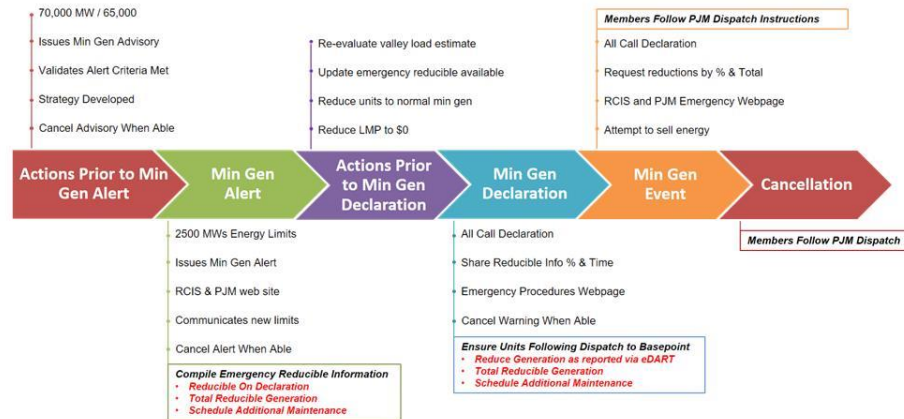 70,000 MW / 65,000
Issues Min Gen Advisory
Validates Alert Criteria Met
Strategy Developed
Cancel Advisory When Able
Re-evaluate valley load estimate
Update emergency reducible available
Reduce units to normal min gen
Reduce LMP to $0
Members Follow PJM Dispatch Instructions
All Call Declaration
Request reductions by % & Total
RCIS and PJM Emergency Webpage
Attempt to sell energy
Actions Prior to Min
Gen Alert
Min Gen
Alert
Actions Prior
to Min Gen
Declaration
Min Gen
Declaration
Min Gen
Event
Cancellation
2500 MWs Energy Limits
Issues Min Gen Alert
RCIS & PJM web site
Communicates new limits
Cancel Alert When Able
Compile Emergency Reducible Information
• Reducible On Declaration
• Total Reducible Generation
• Schedule Additional Maintenance
All Call Declaration
Share Reducible Info % & Time
Emergency Procedures Webpage
Cancel Warning When Able
Ensure Units Following Dispatch to Basepoint
• Reduce Generation as reported via eDART
• Total Reducible Generation
• Schedule Additional Maintenance
Members Follow PJM Dispatch